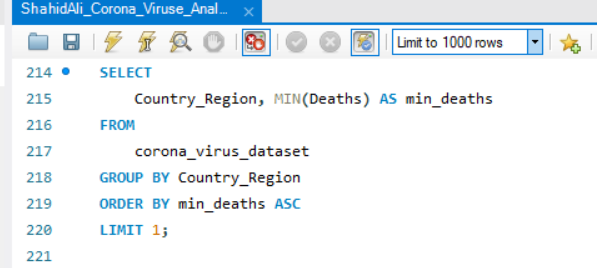 ShahidAli_Corona_Viruse_Anal...
Limit to 1000 rows
214 SELECT
215 Country_Region, MIN(Deaths) AS min_deaths
216 FROM
217 corona_virus_dataset
218 GROUP BY Country_Region
219 ORDER BY min_deaths ASC
220 LIMIT 1;
221